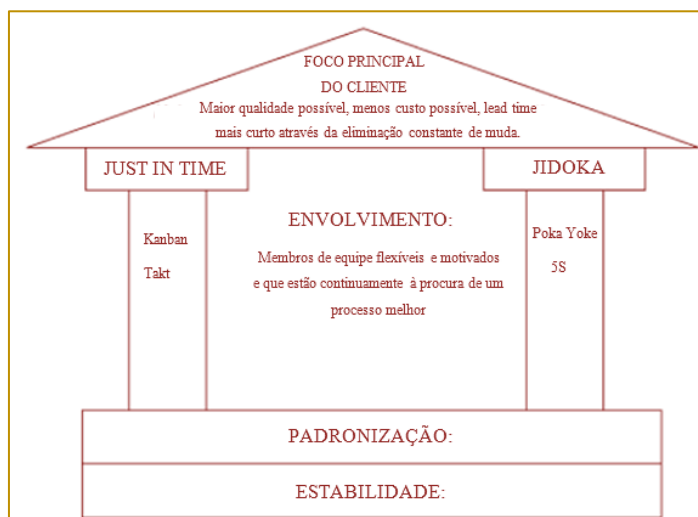 FOCO PRINCIPAL
DO CLIENTE
Maior qualidade possível, menos custo possível, lead time
mais curto através da eliminação constante de muda.
JUST IN TIME
JIDOKA
Kanban
Takt
ENVOLVIMENTO:
Membros de equipe flexíveis e motivados
e que estão continuamente à procura de um
processo melhor
Poka Yoke
5S
PADRONIZAÇÃO:
ESTABILIDADE: